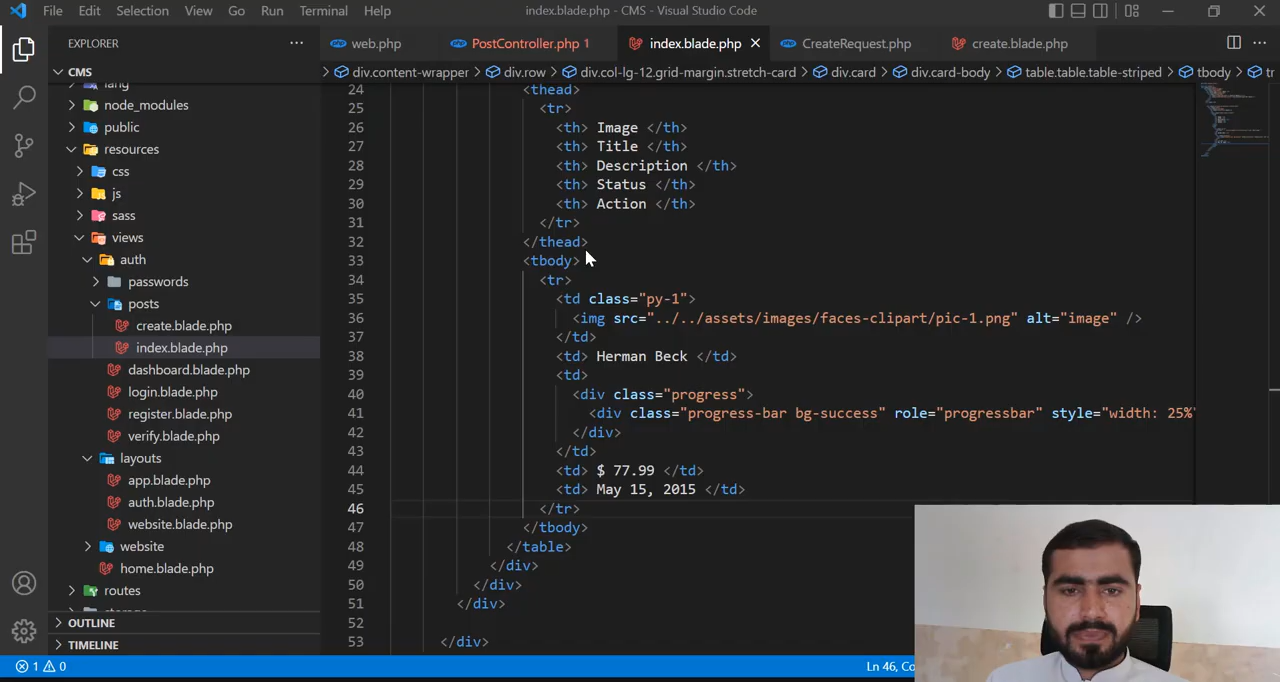 File Edit Selection View Go Run Terminal Help
index.blade.php - CMS - Visual Studio Code
EXPLORER
web.php
PostController.php 1
index.blade.php
CreateRequest.php
create.blade.php
div.content-wrapper > div.row > div.col-lg-12.grid-margin.stretch-card > div.card > div.card-body > table.table.table-striped > tbody > tr
CMS
lang
node_modules
public
resources
css
js
sass
views
auth
passwords
posts
create.blade.php
index.blade.php
dashboard.blade.php
login.blade.php
register.blade.php
verify.blade.php
layouts
app.blade.php
auth.blade.php
website.blade.php
website
home.blade.php
routes
OUTLINE
TIMELINE
24 <thead>
25 <tr>
26 <th> Image </th>
27 <th> Title </th>
28 <th> Description </th>
29 <th> Status </th>
30 <th> Action </th>
31 </tr>
32 </thead>
33 <tbody>
34 <tr>
35 <td class="py-1">
36 <img src="../../assets/images/faces-clipart/pic-1.png" alt="image" />
37 </td>
38 <td> Herman Beck </td>
39 <td>
40 <div class="progress">
41 <div class="progress-bar bg-success" role="progressbar" style="width: 25%"
42 </div>
43 </td>
44 <td> $ 77.99 </td>
45 <td> May 15, 2015 </td>
46 </tr>
47 </tbody>
48 </table>
49 </div>
50 </div>
51 </div>
52
53 </div>
1 0
Ln 46,